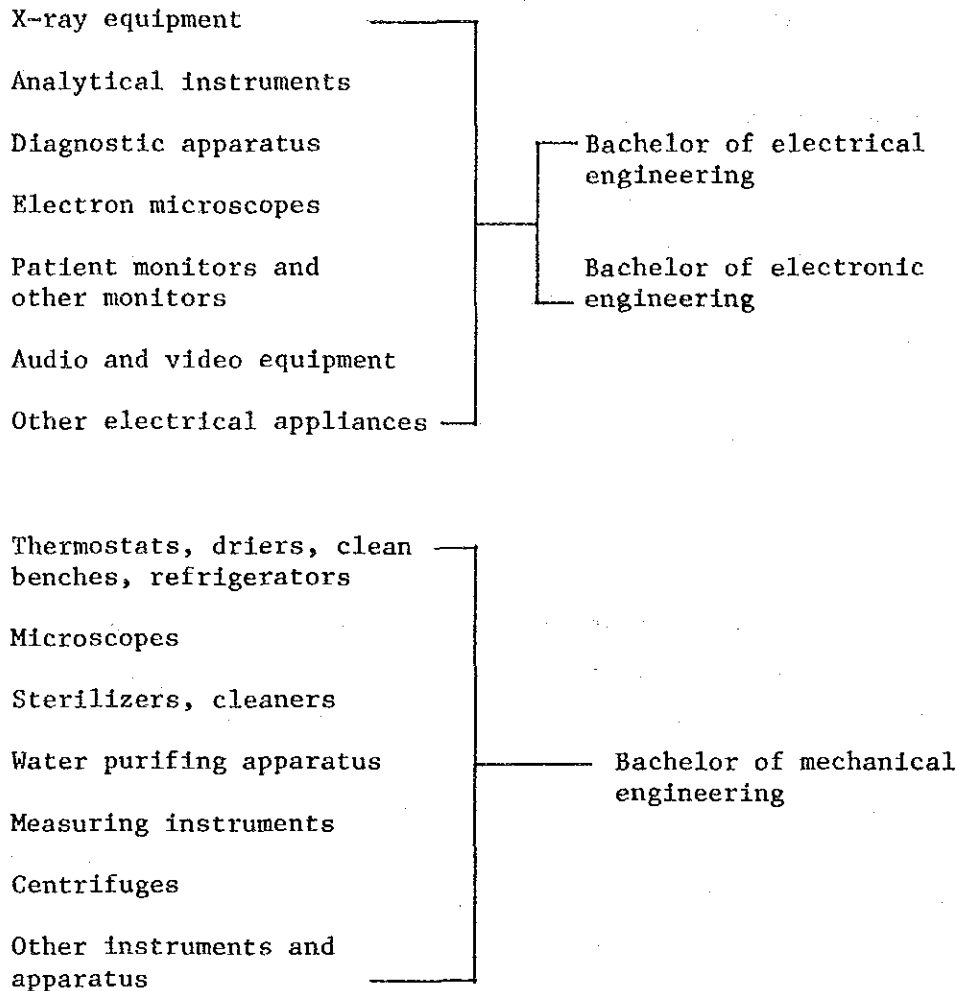 X-ray equipment
Analytical instruments
Diagnostic apparatus
Electron microscopes
Patient monitors and
other monitors
Audio and video equipment
Other electrical appliances
Bachelor of electrical
engineering
Bachelor of electronic
engineering
Thermostats, driers, clean
benches, refrigerators
Microscopes
Sterilizers, cleaners
Water purifing apparatus
Measuring instruments
Centrifuges
Other instruments and
apparatus
Bachelor of mechanical
engineering